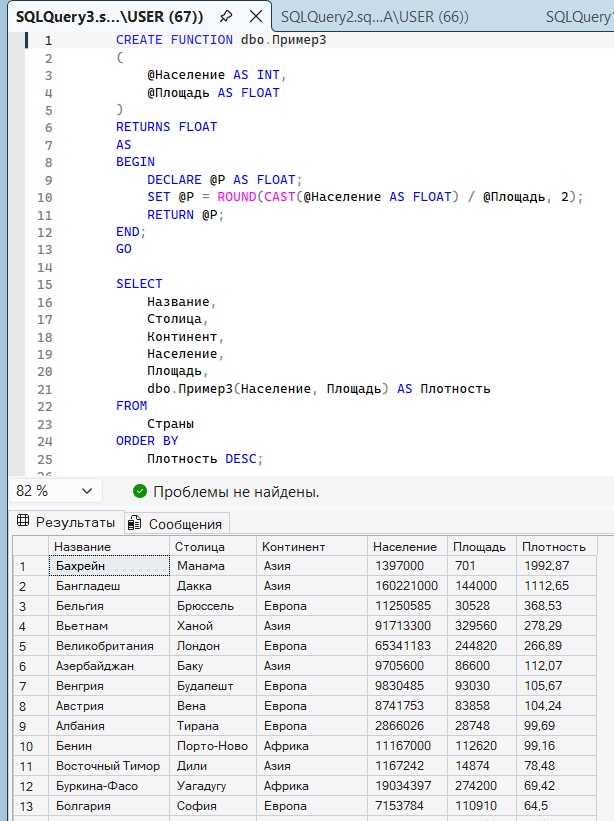 SQLQuery3.s...\USER (67)) SQLQuery2.sq...A\USER (66)) SQLQuery
1 CREATE FUNCTION dbo.Пример3
2 (
3 @Население AS INT,
4 @Площадь AS FLOAT
5 )
6 RETURNS FLOAT
7 AS
8 BEGIN
9 DECLARE @P AS FLOAT;
10 SET @P = ROUND(CAST(@Население AS FLOAT) / @Площадь, 2);
11 RETURN @P;
12 END;
13 GO
14
15 SELECT
16 Название,
17 Столица,
18 Континент,
19 Население,
20 Площадь,
21 dbo.Пример3(Население, Площадь) AS Плотность
22 FROM
23 Страны
24 ORDER BY
25 Плотность DESC;
82 % Проблемы не найдены.
Результаты Сообщения
Название Столица Континент Население Площадь Плотность
1 Бахрейн Манама Азия 1397000 701 1992,87
2 Бангладеш Дакка Азия 160221000 144000 1112,65
3 Бельгия Брюссель Европа 11250585 30528 368,53
4 Вьетнам Ханой Азия 91713300 329560 278,29
5 Великобритания Лондон Европа 65341183 244820 266,89
6 Азербайджан Баку Азия 9705600 86600 112,07
7 Венгрия Будапешт Европа 9830485 93030 105,67
8 Австрия Вена Европа 8741753 83858 104,24
9 Албания Тирана Европа 2866026 28748 99,69
10 Бенин Порто-Ново Африка 11167000 112620 99,16
11 Восточный Тимор Дили Азия 1167242 14874 78,48
12 Буркина-Фасо Уагадугу Африка 19034397 274200 69,42
13 Болгария София Европа 7153784 110910 64,5